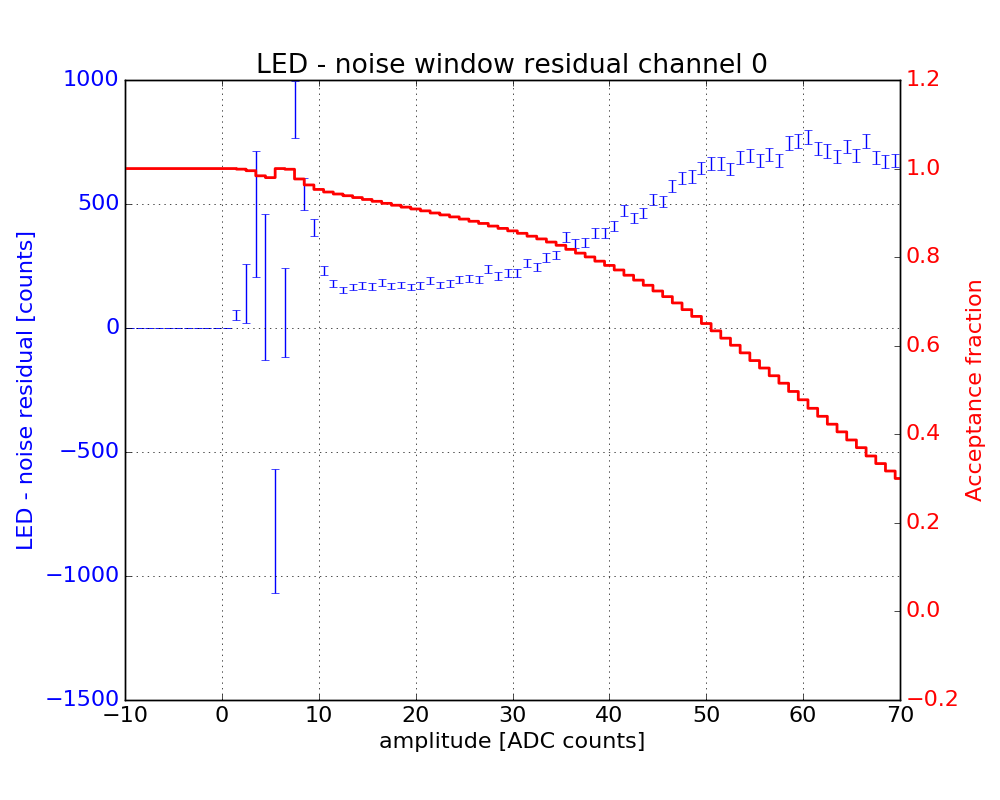 LED - noise window residual channel 0
1000
500
0
−500
−1000
−1500
LED - noise residual [counts]
1.2
1.0
0.8
0.6
0.4
0.2
0.0
−0.2
Acceptance fraction
−10 0 10 20 30 40 50 60 70
amplitude [ADC counts]